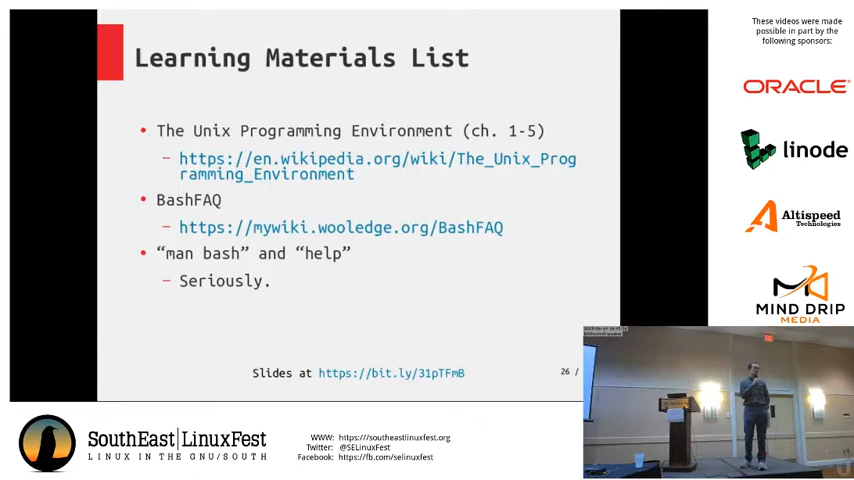 Learning Materials List
• The Unix Programming Environment (ch. 1-5)
– https://en.wikipedia.org/wiki/The_Unix_Prog
ramming_Environment
• BashFAQ
– https://mywiki.wooledge.org/BashFAQ
• “man bash” and “help”
– Seriously.
Slides at https://bit.ly/31pTFmB
26 /
These videos were made
possible in part by the
following sponsors:
ORACLE
linode
Altispeed
Technologies
MIND DRIP
MEDIA
SouthEast|LinuxFest
LINUX IN THE GNU/SOUTH
WWW: https:///southeastlinuxfest.org
Twitter: @SELinuxFest
Facebook: https://fb.com/selinuxfest